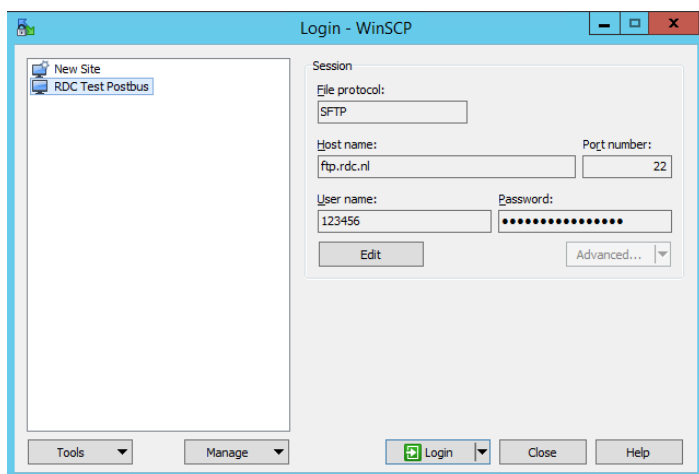 Login - WinSCP
New Site
RDC Test Postbus
Session
File protocol:
SFTP
Host name:
Port number:
ftp.rdc.nl
22
User name:
Password:
123456
••••••••••••••••
Edit
Advanced...
Tools
Manage
Login
Close
Help